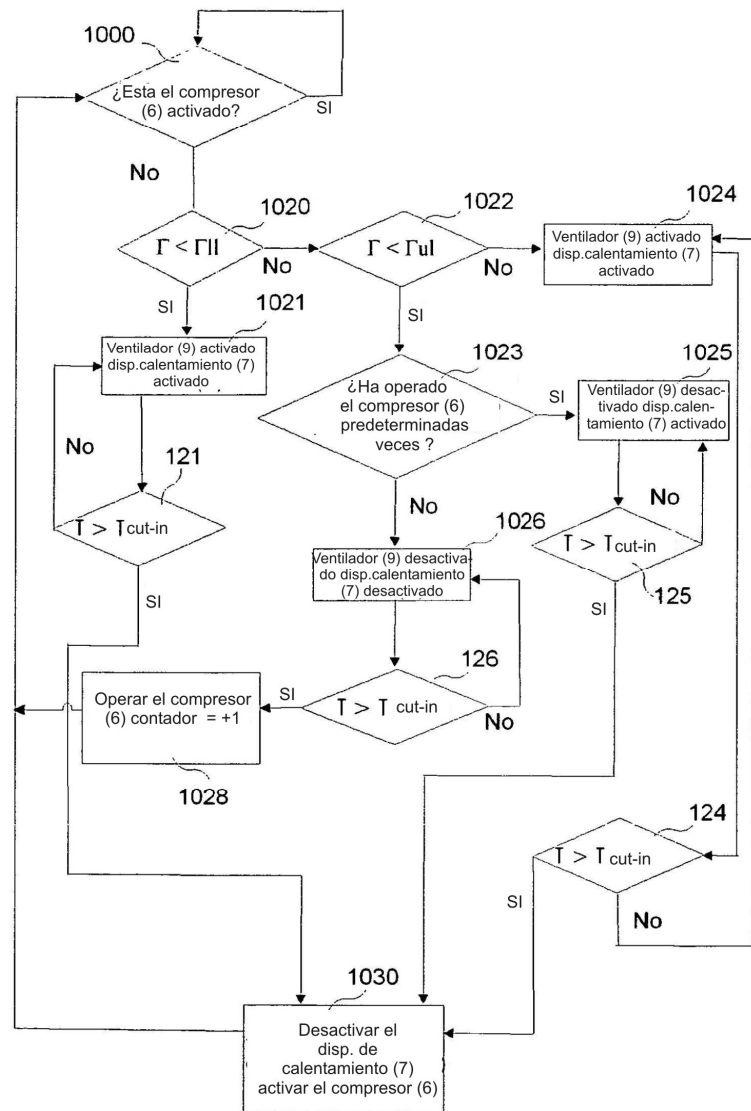 1000
¿Esta el compresor
(6) activado?
SI
No
1020
Γ < Γll
No
SI
1022
Γ < Γul
No
SI
1024
Ventilador (9) activado
disp.calentamiento (7)
activado
1021
Ventilador (9) activado
disp.calentamiento (7)
activado
1023
¿Ha operado
el compresor (6)
predeterminadas
veces ?
SI
No
1025
Ventilador (9) desac-
tivado disp.calen-
tamiento (7) activado
No
121
T > Tcut-in
No
SI
1026
Ventilador (9) desactiva-
do disp.calentamiento
(7) desactivado
T > Tcut-in
125
SI
126
T > T cut-in
SI
No
Operar el compresor
(6) contador = +1
1028
124
T > T cut-in
SI
No
1030
Desactivar el
disp. de
calentamiento (7)
activar el compresor (6)